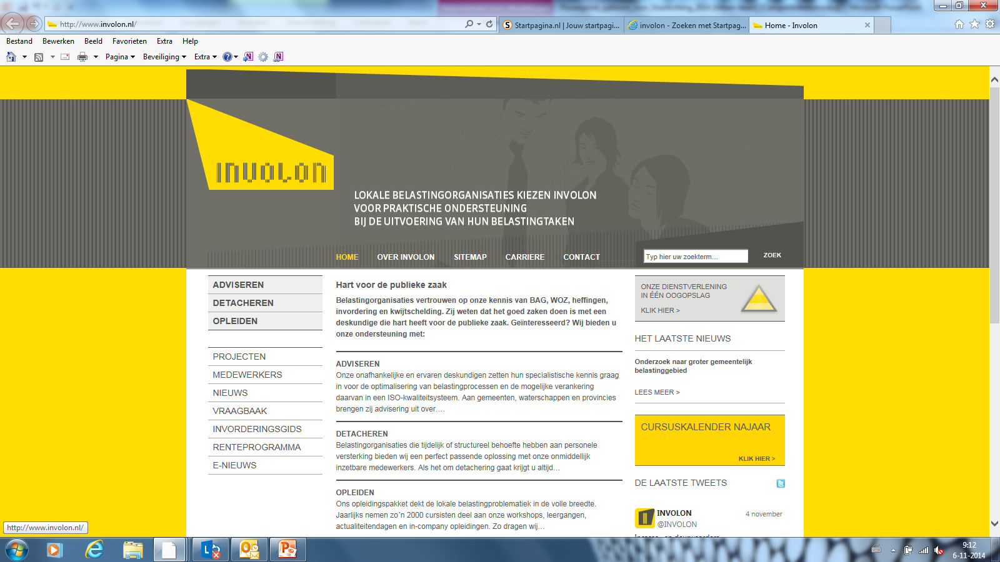 http://www.involon.nl/
Startpagina.nl | Jouw startpagi...
involon - Zoeken met Startpag...
Home - Involon
Bestand Bewerken Beeld Favorieten Extra Help
Pagina Beveiliging Extra
INVOLON
LOKALE BELASTINGORGANISATIES KIEZEN INVOLON
VOOR PRAKTISCHE ONDERSTEUNING
BIJ DE UITVOERING VAN HUN BELASTINGTAKEN
HOME OVER INVOLON SITEMAP CARRIERE CONTACT
Typ hier uw zoekterm... ZOEK
ADVISEREN
DETACHEREN
OPLEIDEN
PROJECTEN
MEDEWERKERS
NIEUWS
VRAAGBAAK
INVORDERINGSGIDS
RENTEPROGRAMMA
E-NIEUWS
Hart voor de publieke zaak
Belastingorganisaties vertrouwen op onze kennis van BAG, WOZ, heffingen,
invordering en kwijtschelding. Zij weten dat het goed zaken doen is met een
deskundige die hart heeft voor de publieke zaak. Geïnteresseerd? Wij bieden u
onze ondersteuning met:
ADVISEREN
Onze onafhankelijke en ervaren deskundigen zetten hun specialistische kennis graag
in voor de optimalisering van belastingprocessen en de mogelijke verankering
daarvan in een ISO-kwaliteitsysteem. Aan gemeenten, waterschappen en provincies
brengen zij advisering uit over....
DETACHEREN
Belastingorganisaties die tijdelijk of structureel behoefte hebben aan personele
versterking bieden wij een perfect passende oplossing met onze onmiddellijk
inzetbare medewerkers. Als het om detachering gaat krijgt u altijd...
OPLEIDEN
Ons opleidingspakket dekt de lokale belastingproblematiek in de volle breedte.
Jaarlijks nemen zo´n 2000 cursisten deel aan onze workshops, leergangen,
actualiteitendagen en in-company opleidingen. Zo dragen wij...
ONZE DIENSTVERLENING
IN ÉÉN OOGOPSLAG
KLIK HIER >
HET LAATSTE NIEUWS
Onderzoek naar groter gemeentelijk
belastinggebied
LEES MEER >
CURSUSKALENDER NAJAAR
KLIK HIER >
DE LAATSTE TWEETS
INVOLON 4 november
@INVOLON
http://www.involon.nl/
9:12
6-11-2014